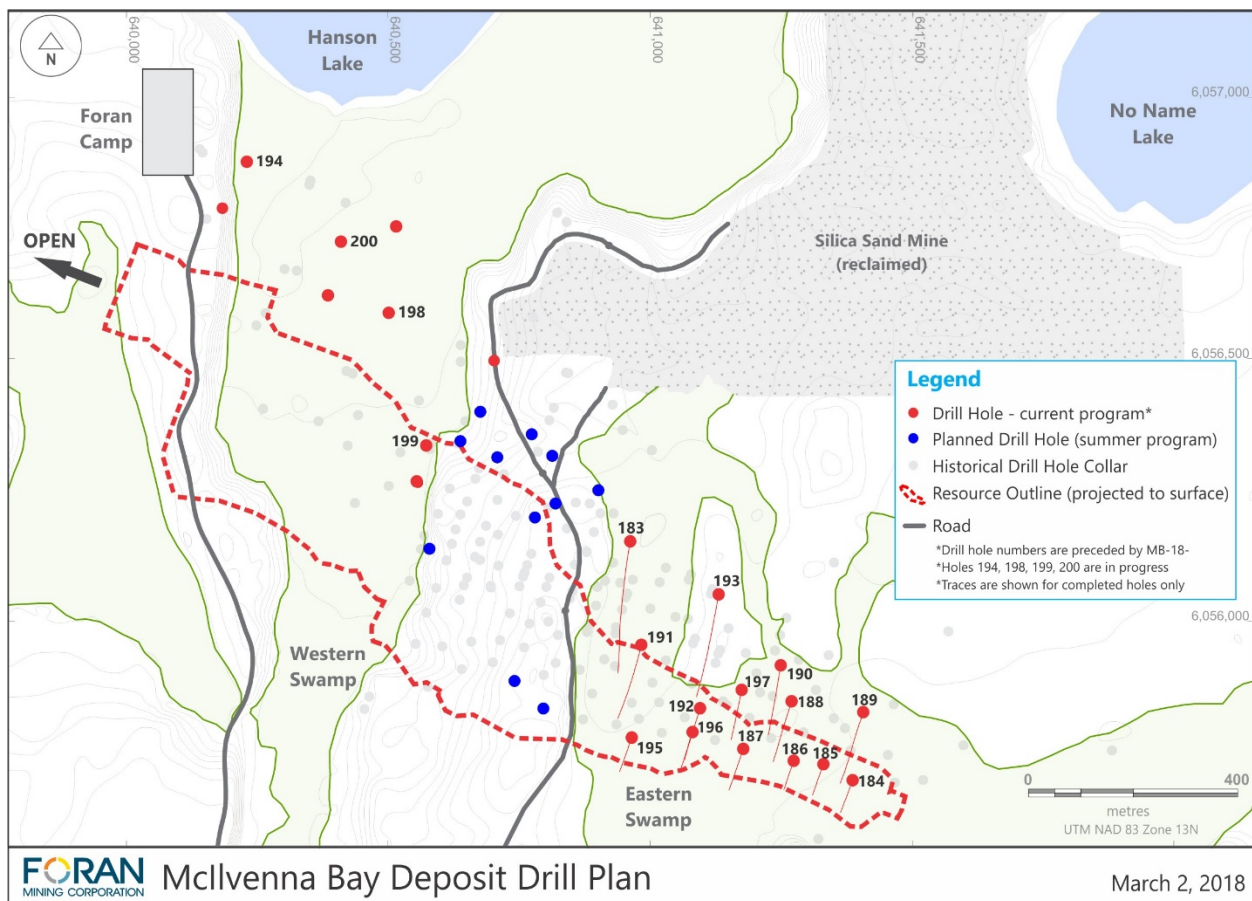 640,000
640,500
641,000
641,500
N
Hanson
Lake
6,057,000
Foran
Camp
No Name
Lake
194
OPEN
200
Silica Sand Mine
(reclaimed)
198
6,056,500
Legend
Drill Hole - current program*
Planned Drill Hole (summer program)
Historical Drill Hole Collar
Resource Outline (projected to surface)
Road
*Drill hole numbers are preceded by MB-18-
*Holes 194, 198, 199, 200 are in progress
*Traces are shown for completed holes only
199
183
193
6,056,000
191
Western
Swamp
190
197
188
189
192
196
195
187
186
185
184
Eastern
Swamp
0 400
metres
UTM NAD 83 Zone 13N
FORAN
MINING CORPORATION
McIlvenna Bay Deposit Drill Plan
March 2, 2018